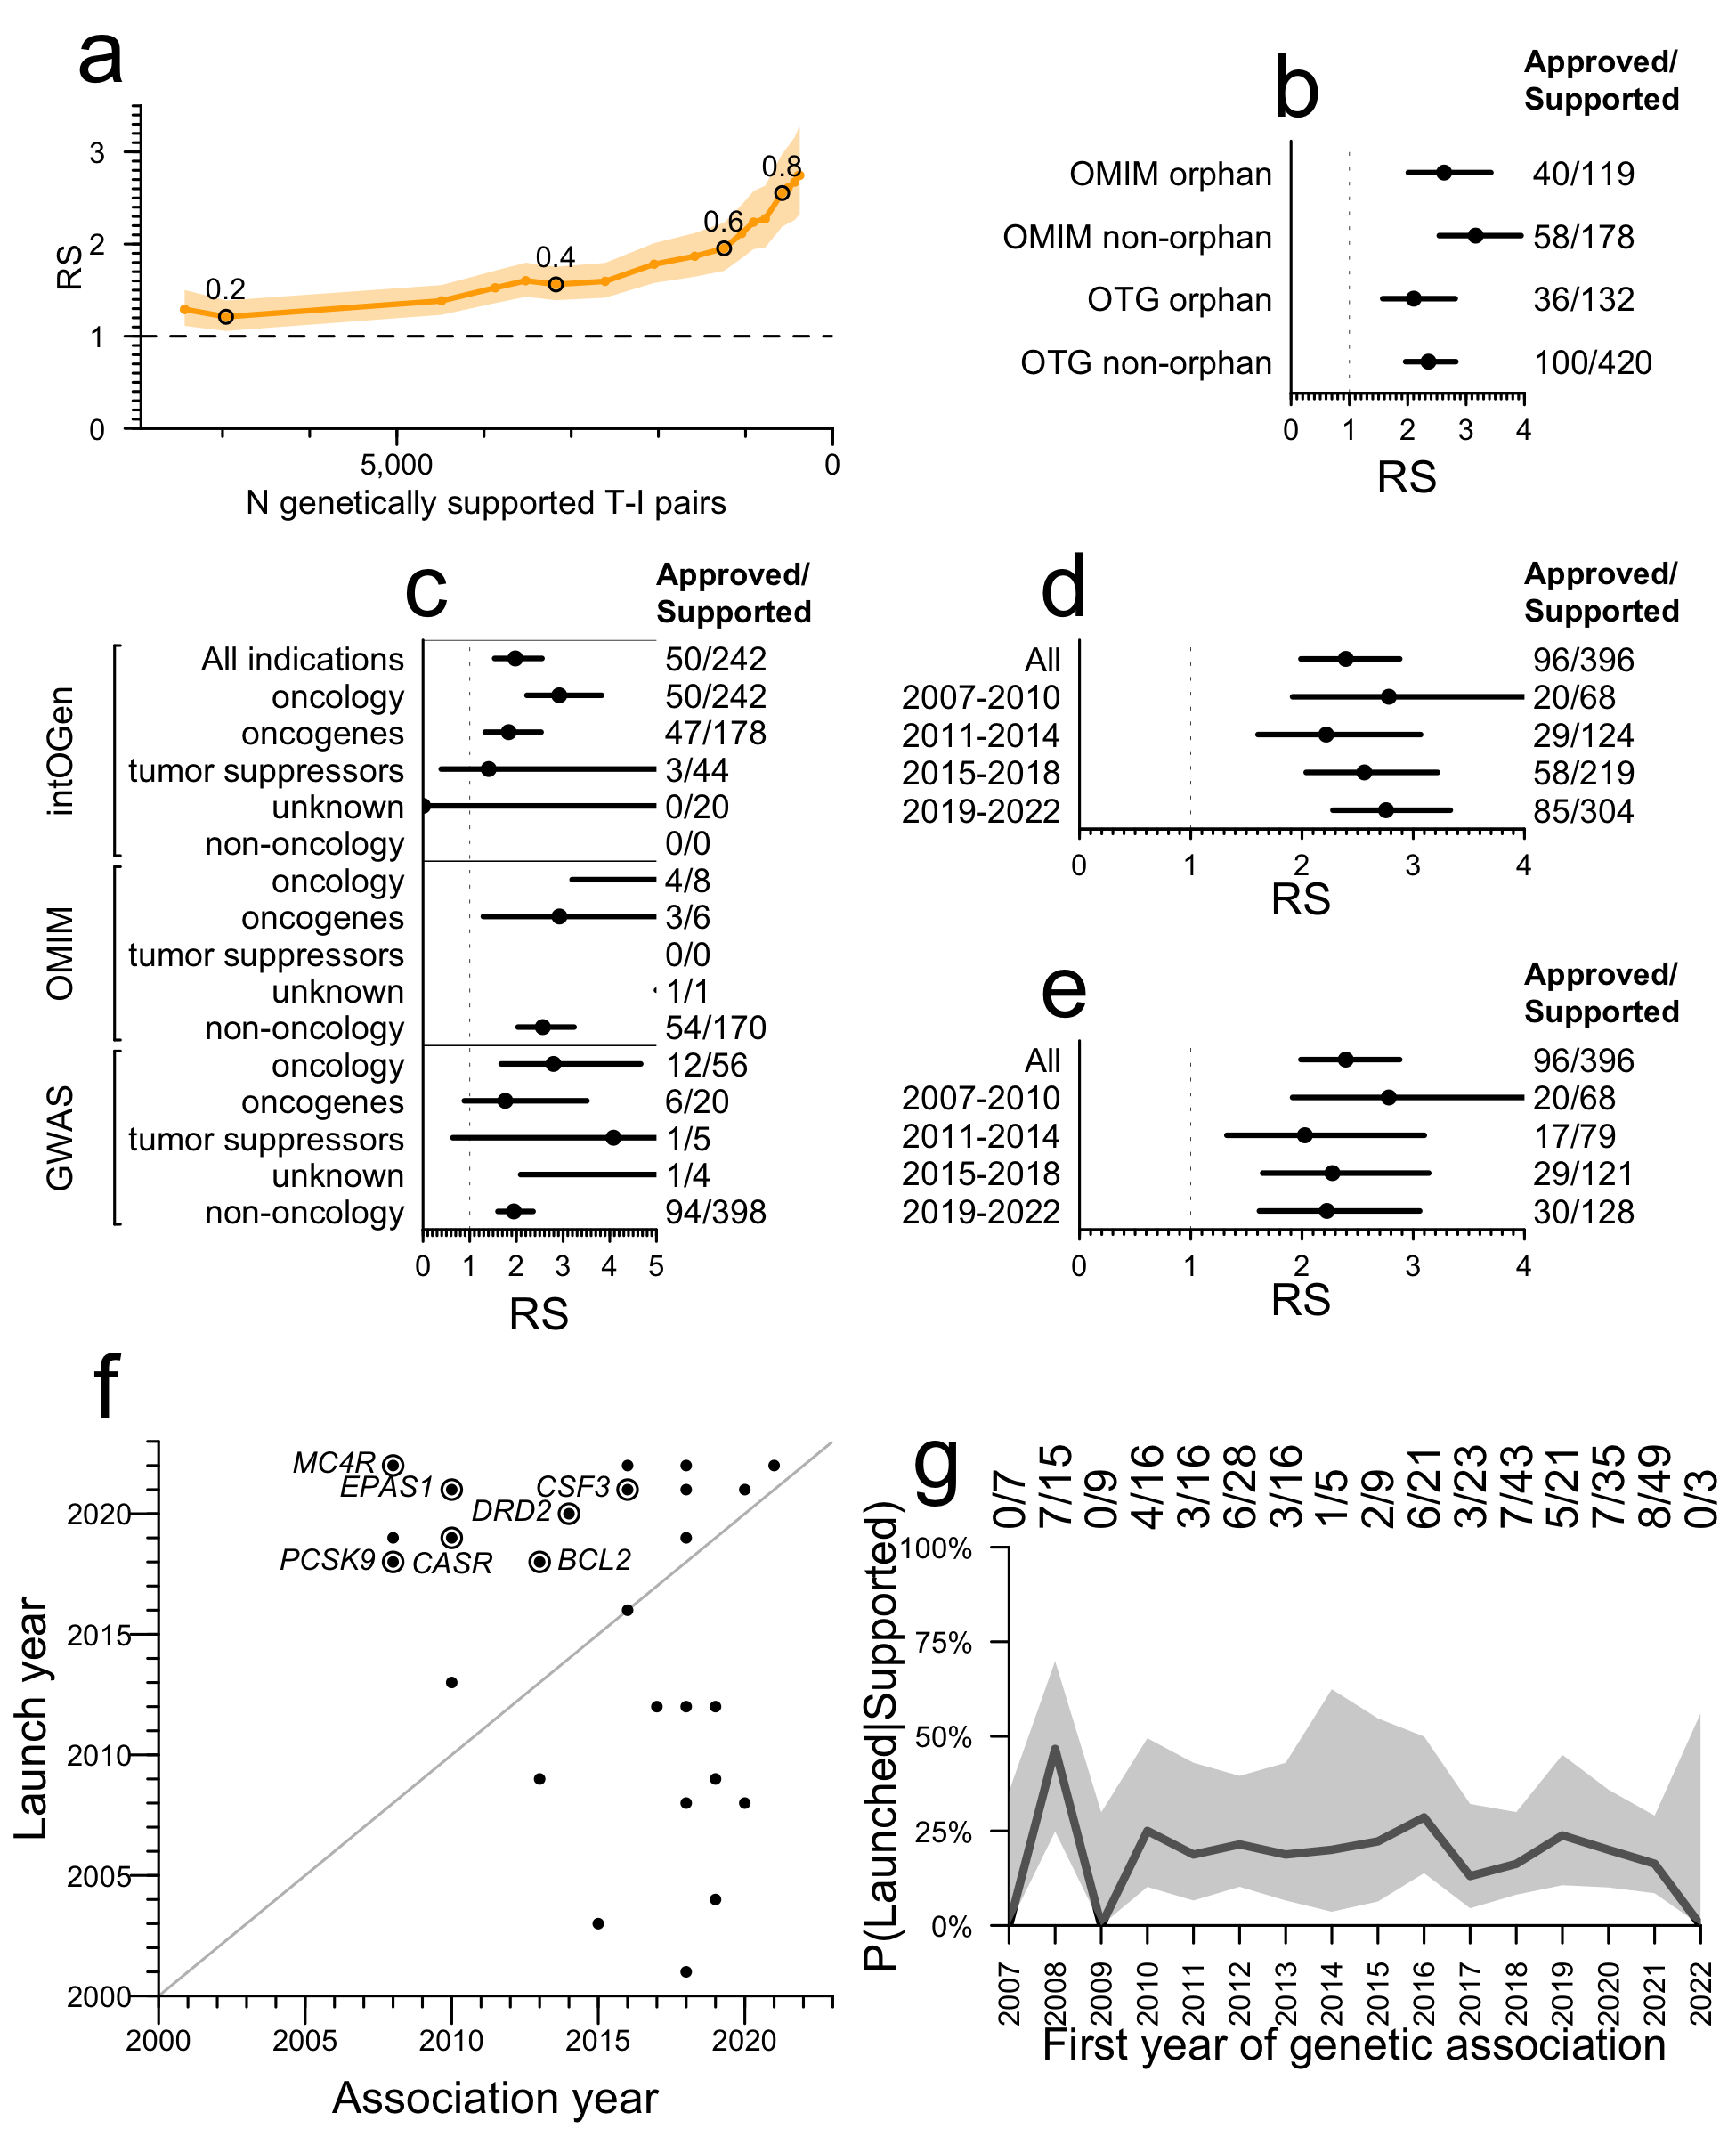 a
3
2
1
0
RS
0.2
0.4
0.6
0.8
5,000
0
N genetically supported T-I pairs
b
Approved/
Supported
OMIM orphan 40/119
OMIM non-orphan 58/178
OTG orphan 36/132
OTG non-orphan 100/420
0 1 2 3 4
RS
c
Approved/
Supported
intOGen
All indications 50/242
oncology 50/242
oncogenes 47/178
tumor suppressors 3/44
unknown 0/20
non-oncology 0/0
OMIM
oncology 4/8
oncogenes 3/6
tumor suppressors 0/0
unknown 1/1
non-oncology 54/170
GWAS
oncology 12/56
oncogenes 6/20
tumor suppressors 1/5
unknown 1/4
non-oncology 94/398
0 1 2 3 4 5
RS
d
Approved/
Supported
All 96/396
2007-2010 20/68
2011-2014 29/124
2015-2018 58/219
2019-2022 85/304
0 1 2 3 4
RS
e
Approved/
Supported
All 96/396
2007-2010 20/68
2011-2014 17/79
2015-2018 29/121
2019-2022 30/128
0 1 2 3 4
RS
f
Launch year
2020
2015
2010
2005
2000
MC4R
EPAS1
CSF3
DRD2
PCSK9
CASR
BCL2
2000 2005 2010 2015 2020
Association year
g
0/7 7/15 0/9 4/16 3/16 6/28 3/16 1/5 2/9 6/21 3/23 7/43 5/21 7/35 8/49 0/3
P(Launched|Supported)
100%
75%
50%
25%
0%
2007 2008 2009 2010 2011 2012 2013 2014 2015 2016 2017 2018 2019 2020 2021 2022
First year of genetic association